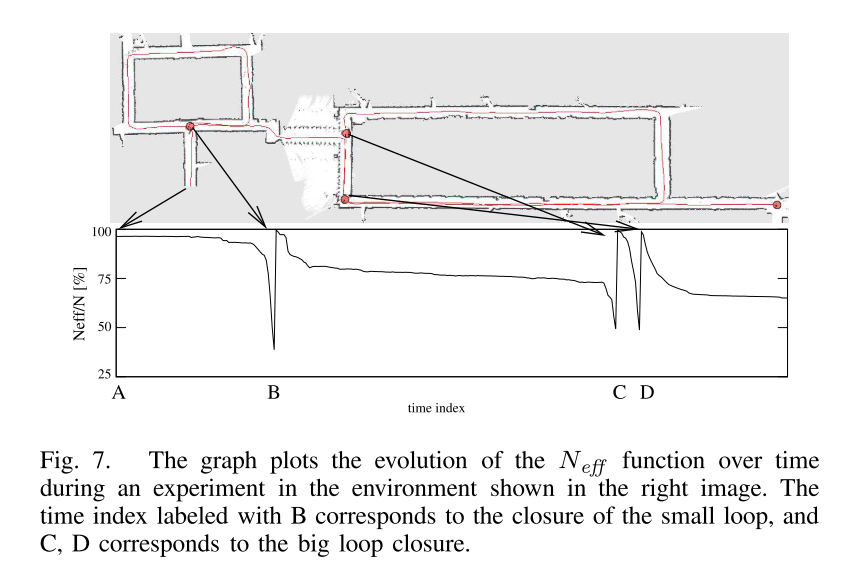 100
75
50
25
Neff/N [%]
A B C D
time index
Fig. 7. The graph plots the evolution of the N_eff function over time
during an experiment in the environment shown in the right image. The
time index labeled with B corresponds to the closure of the small loop, and
C, D corresponds to the big loop closure.